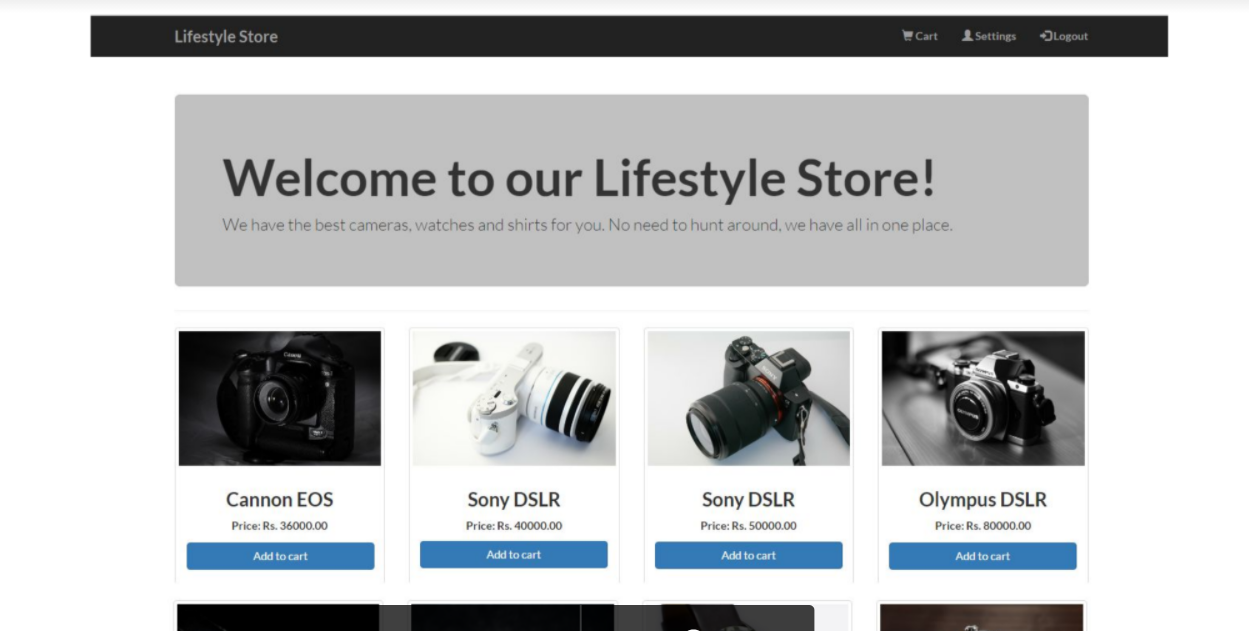 Lifestyle Store
Cart Settings Logout
Welcome to our Lifestyle Store!
We have the best cameras, watches and shirts for you. No need to hunt around, we have all in one place.
Canon
OLYMPUS
Cannon EOS
Price: Rs. 36000.00
Add to cart
Sony DSLR
Price: Rs. 40000.00
Add to cart
Sony DSLR
Price: Rs. 50000.00
Add to cart
Olympus DSLR
Price: Rs. 80000.00
Add to cart